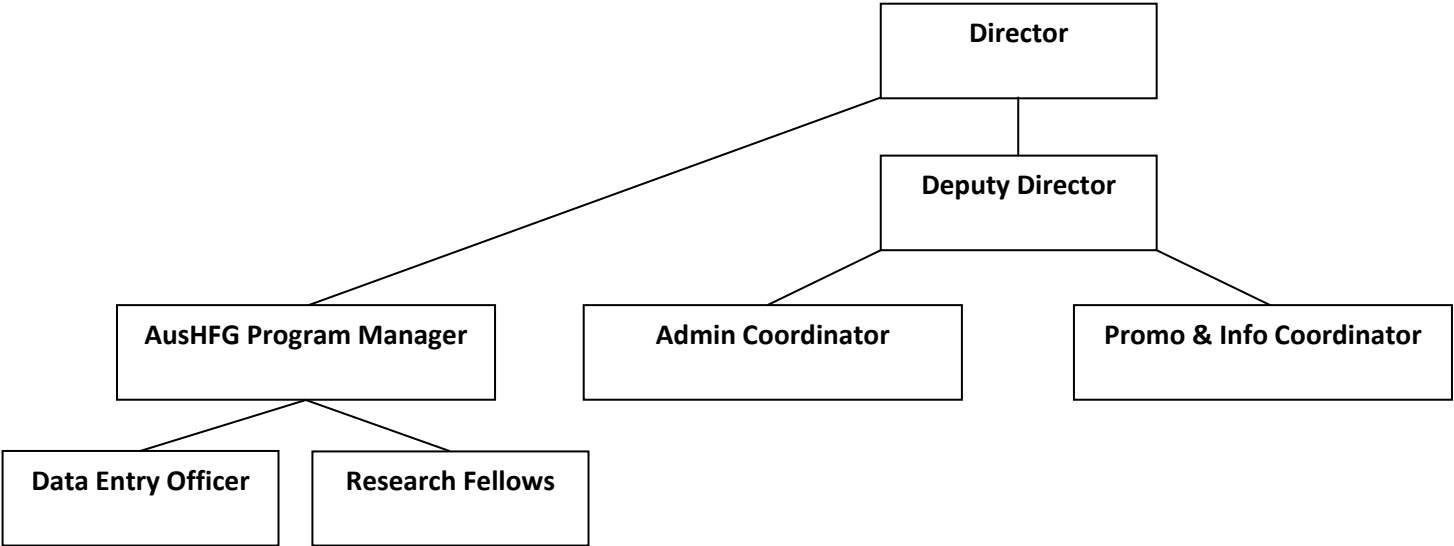 Director
Deputy Director
AusHFG Program Manager
Admin Coordinator
Promo & Info Coordinator
Data Entry Officer
Research Fellows